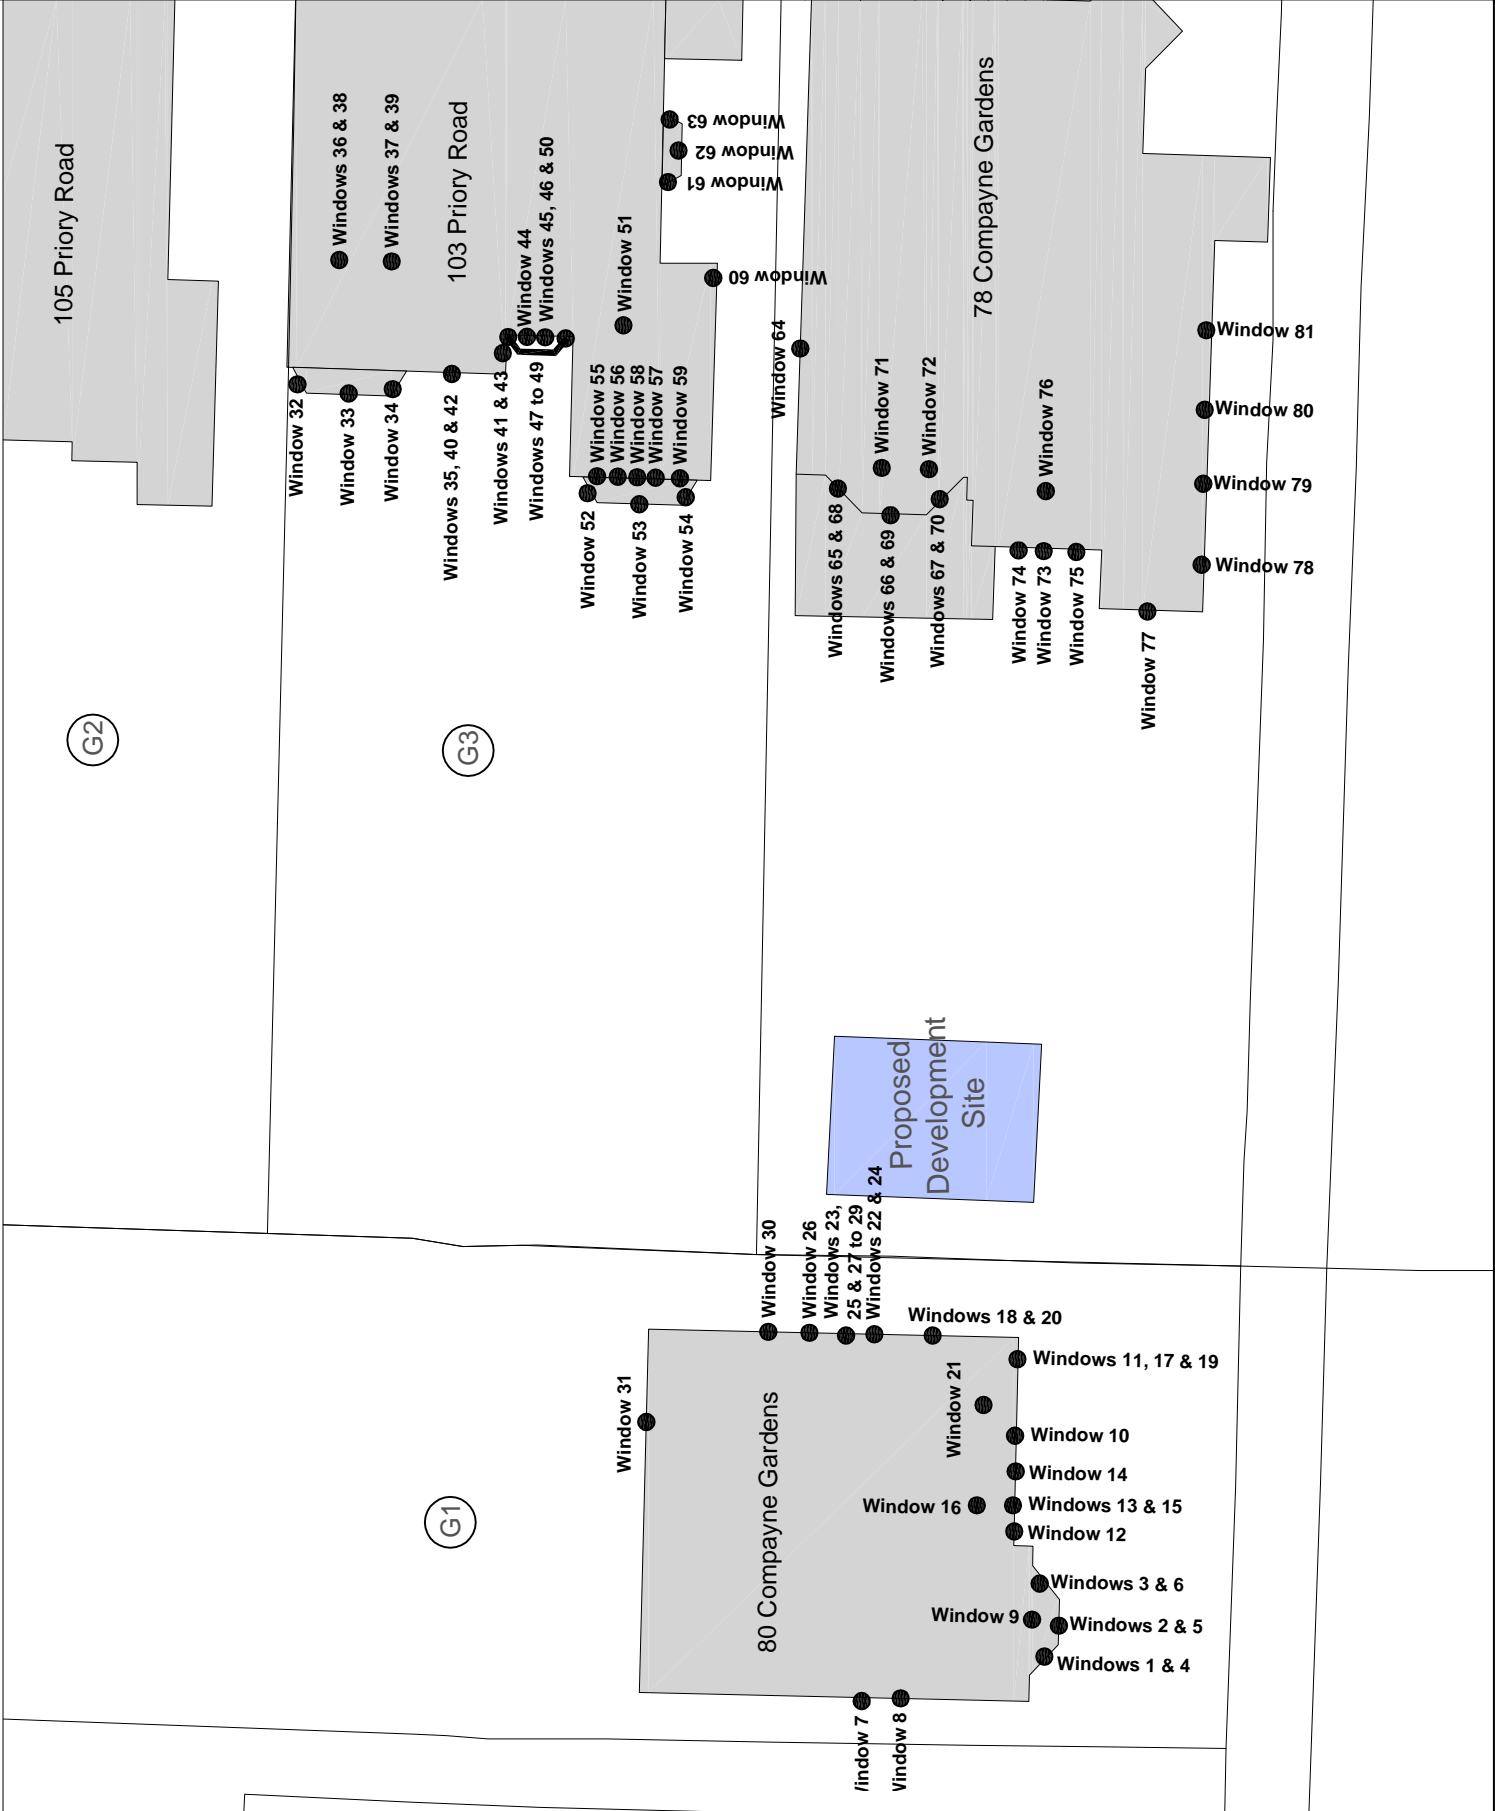 105 Priory Road
Windows 36 & 38
Windows 37 & 39
103 Priory Road
Window 44
Windows 45, 46 & 50
Window 51
Window 63
Window 62
Window 61
Window 60
78 Compayne Gardens
Window 64
Window 71
Window 72
Window 76
Window 81
Window 80
Window 79
Window 78
Window 32
Window 33
Window 34
Windows 35, 40 & 42
Windows 41 & 43
Windows 47 to 49
Window 55
Window 56
Window 58
Window 57
Window 59
Window 52
Window 53
Window 54
Windows 65 & 68
Windows 66 & 69
Windows 67 & 70
Window 74
Window 73
Window 75
Window 77
G2
G3
Proposed
Development
Site
Window 30
Window 26
Windows 23,
25 & 27 to 29
Windows 22 & 24
Windows 18 & 20
Windows 11, 17 & 19
Window 21
Window 31
Window 10
Window 14
Window 16
Windows 13 & 15
Window 12
80 Compayne Gardens
G1
Windows 3 & 6
Window 9
Windows 2 & 5
Windows 1 & 4
Window 7
Window 8